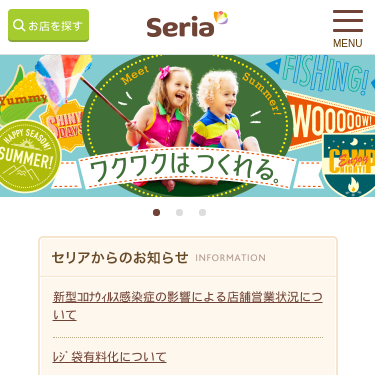 お店を探す
Seria
MENU
Yummy
SHINY
DAYS
HAPPY SEASON!
SUMMER!
Meet
Summer!
FISHING!
WOOOOOW!
Enjoy
CAMP
NIGHT!
ワクワクは、つくれる。
セリアからのお知らせ INFORMATION
新型ｺﾛﾅｳｨﾙｽ感染症の影響による店舗営業状況につ
いて
ﾚｼﾞ袋有料化について